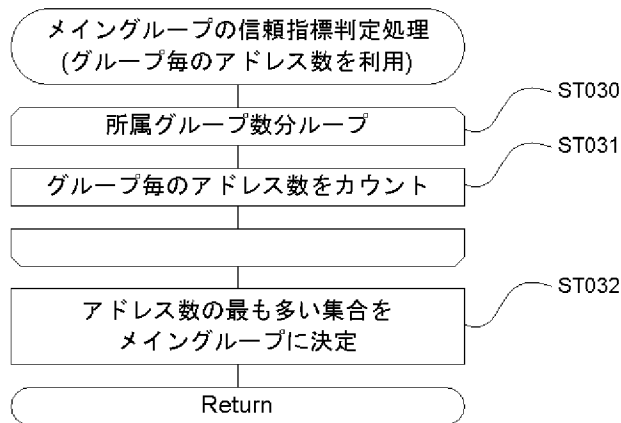 メイングループの信頼指標判定処理
(グループ毎のアドレス数を利用)
ST030
所属グループ数分ループ
ST031
グループ毎のアドレス数をカウント
ST032
アドレス数の最も多い集合を
メイングループに決定
Return